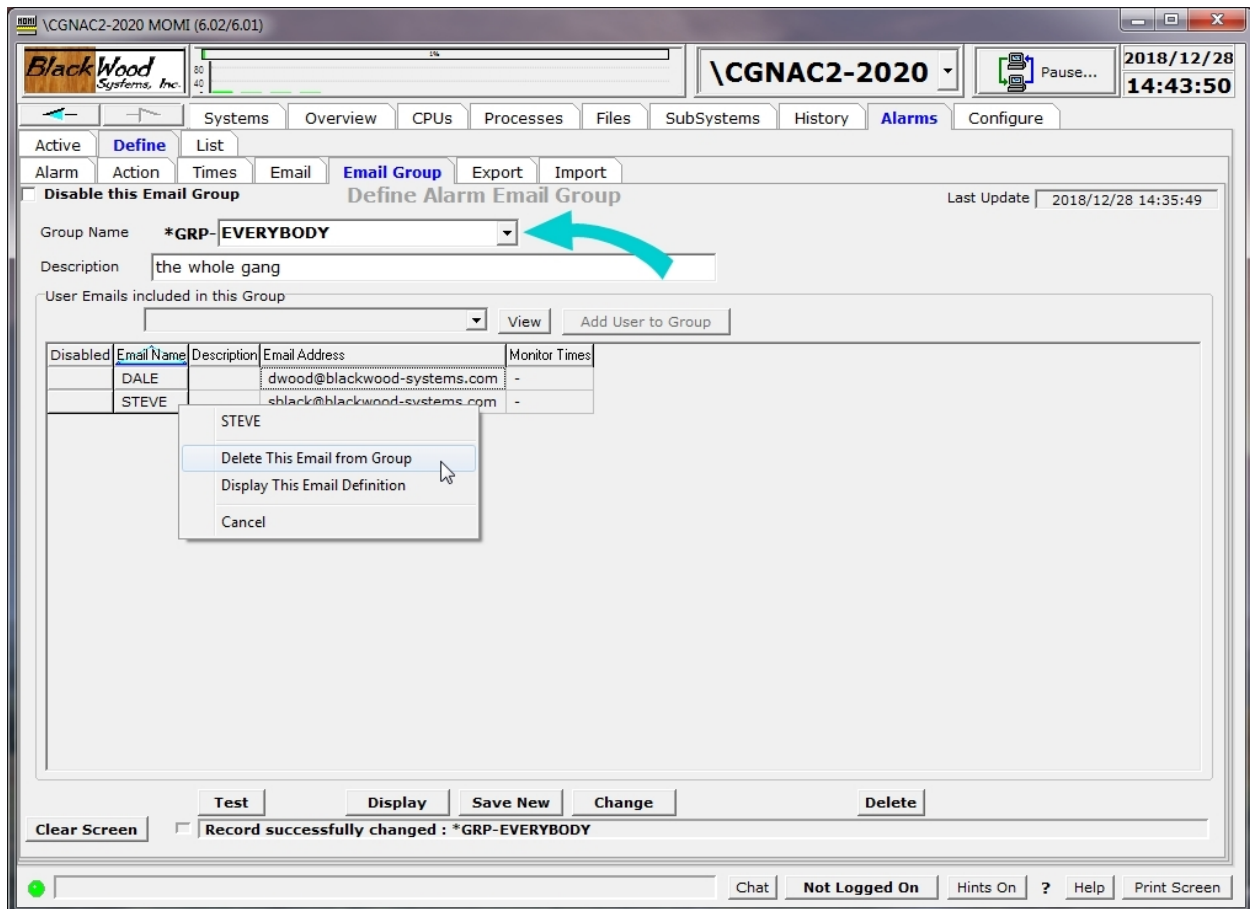 \CGNAC2-2020 MOMI (6.02/6.01)
BlackWood
Systems, Inc.
80
40
1%
\CGNAC2-2020
Pause...
2018/12/28
14:43:50
Systems Overview CPUs Processes Files SubSystems History Alarms Configure
Active Define List
Alarm Action Times Email Email Group Export Import
Disable this Email Group Define Alarm Email Group Last Update 2018/12/28 14:35:49
Group Name *GRP- EVERYBODY
Description the whole gang
User Emails included in this Group
View Add User to Group
Disabled Email Name Description Email Address Monitor Times
DALE dwood@blackwood-systems.com -
STEVE sblack@blackwood-systems.com -
STEVE
Delete This Email from Group
Display This Email Definition
Cancel
Test Display Save New Change Delete
Clear Screen Record successfully changed : *GRP-EVERYBODY
Chat Not Logged On Hints On ? Help Print Screen